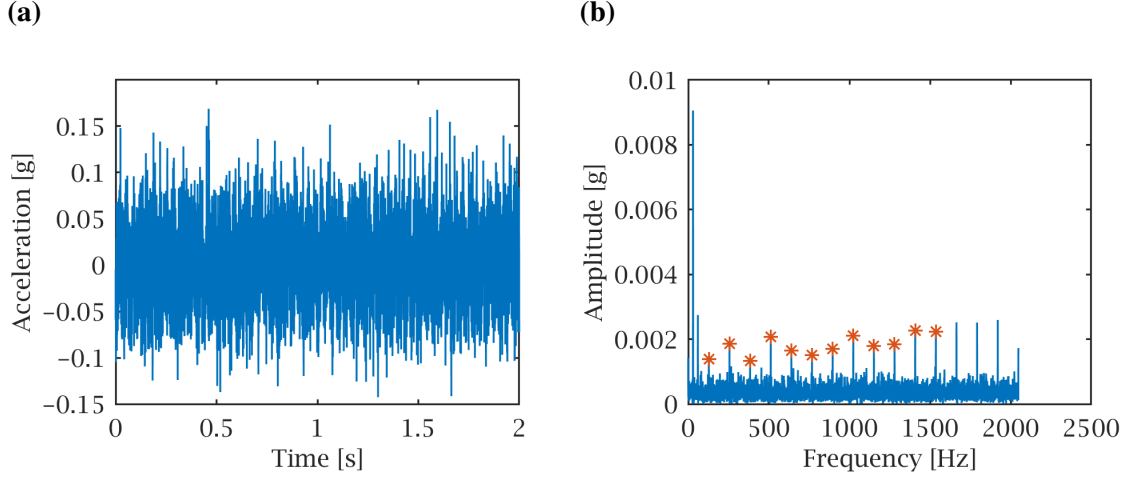 (a)
0.15
0.1
0.05
0
−0.05
−0.1
−0.15
Acceleration [g]
0 0.5 1 1.5 2
Time [s]
(b)
0.01
0.008
0.006
0.004
0.002
0
Amplitude [g]
0 500 1000 1500 2000 2500
Frequency [Hz]